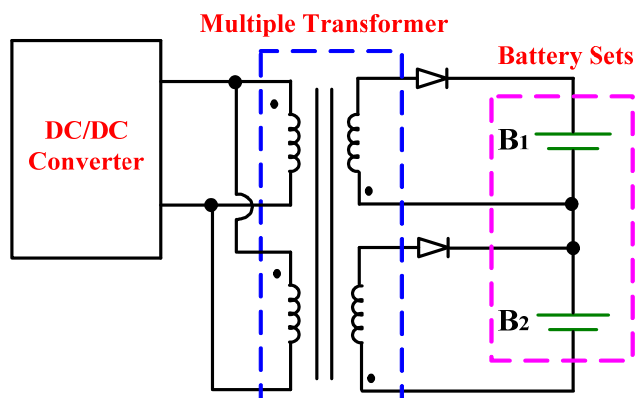 Multiple Transformer
Battery Sets
DC/DC
Converter
B1
B2